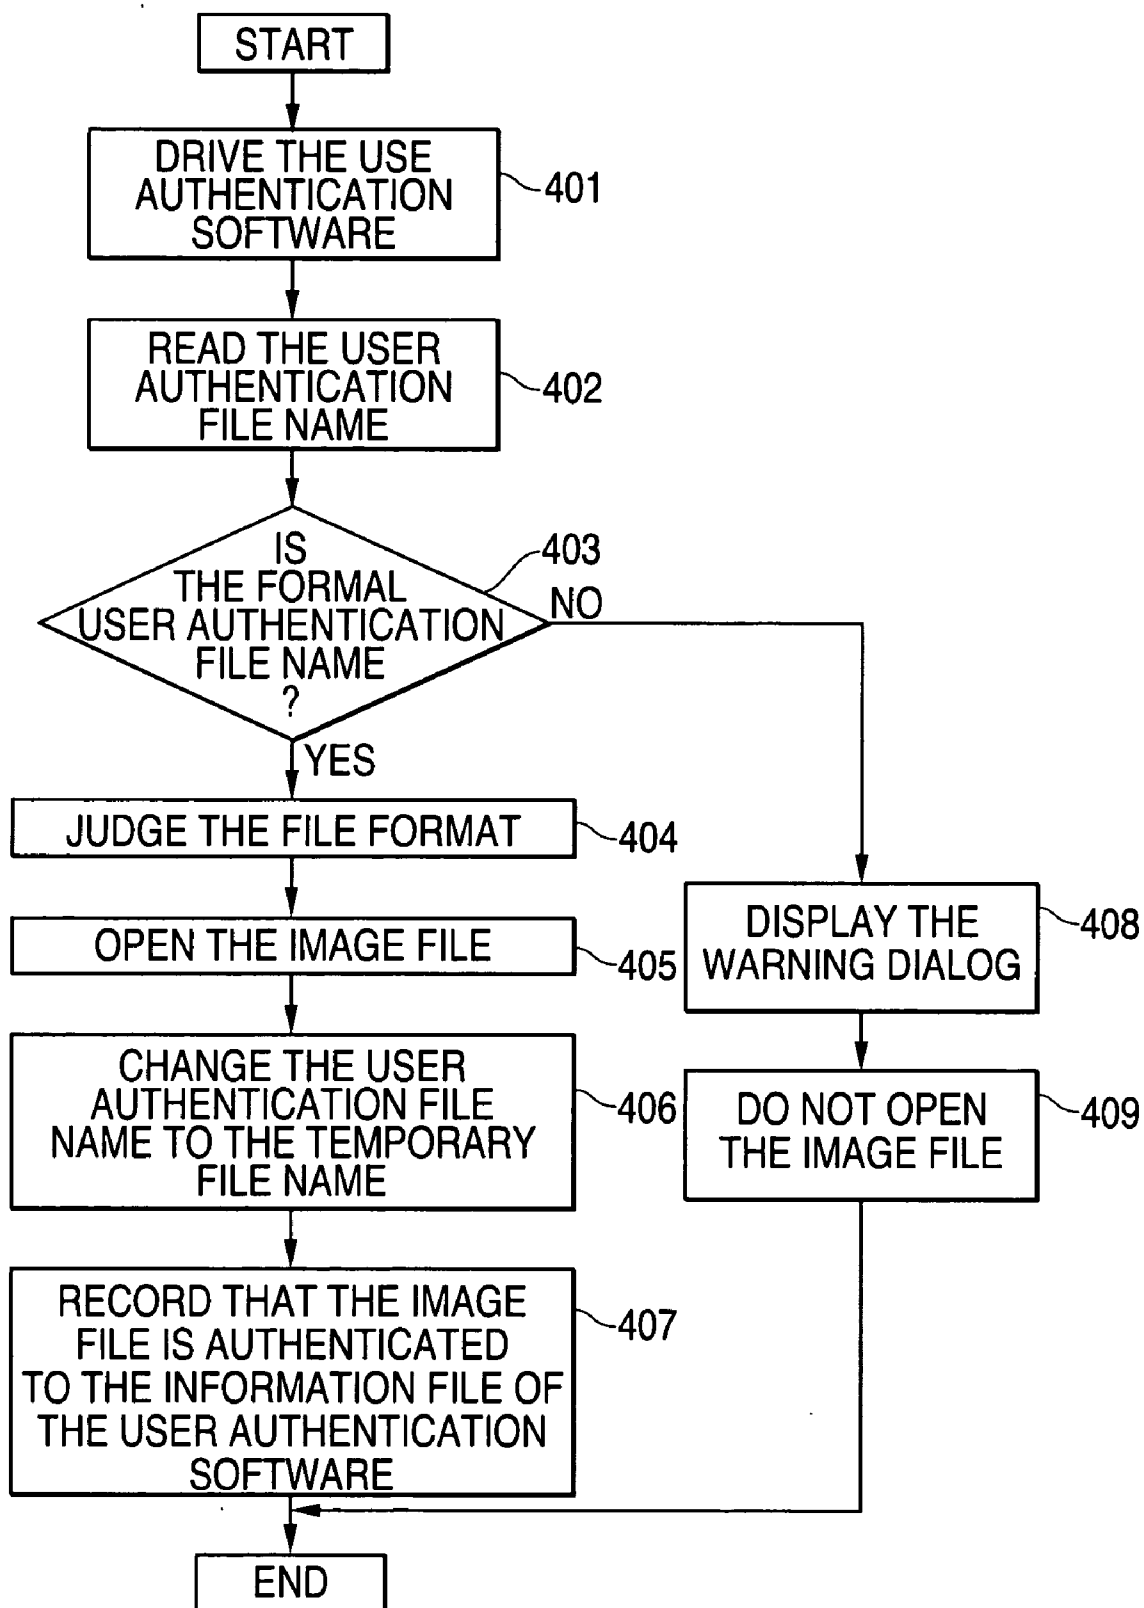 START
DRIVE THE USE
AUTHENTICATION
SOFTWARE
401
READ THE USER
AUTHENTICATION
FILE NAME
402
IS
THE FORMAL
USER AUTHENTICATION
FILE NAME
?
403
NO
YES
JUDGE THE FILE FORMAT
404
OPEN THE IMAGE FILE
405
CHANGE THE USER
AUTHENTICATION FILE
NAME TO THE TEMPORARY
FILE NAME
406
RECORD THAT THE IMAGE
FILE IS AUTHENTICATED
TO THE INFORMATION FILE OF
THE USER AUTHENTICATION
SOFTWARE
407
DISPLAY THE
WARNING DIALOG
408
DO NOT OPEN
THE IMAGE FILE
409
END